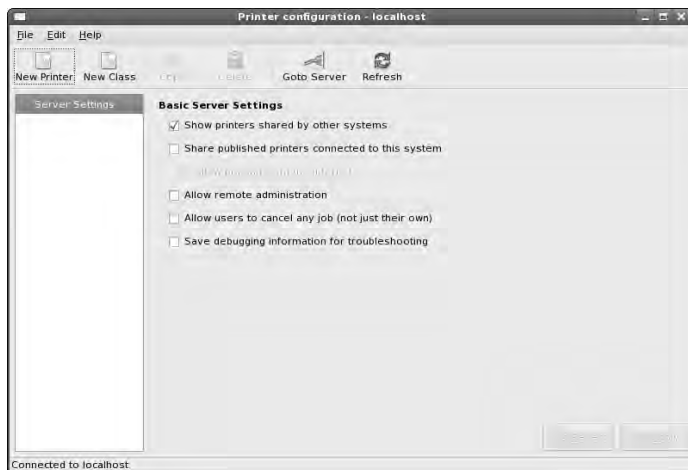 Printer configuration - localhost
File Edit Help
New Printer New Class Goto Server Refresh
Server Settings
Basic Server Settings
Show printers shared by other systems
Share published printers connected to this system
Allow remote administration
Allow users to cancel any job (not just their own)
Save debugging information for troubleshooting
Connected to localhost